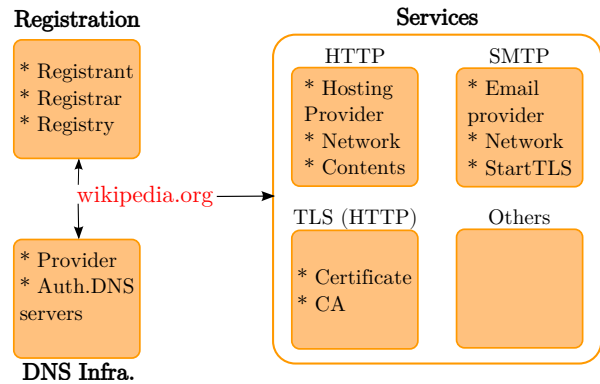 Registration
* Registrant
* Registrar
* Registry
wikipedia.org
* Provider
* Auth.DNS
servers
DNS Infra.
Services
HTTP
* Hosting
Provider
* Network
* Contents
SMTP
* Email
provider
* Network
* StartTLS
TLS (HTTP)
* Certificate
* CA
Others